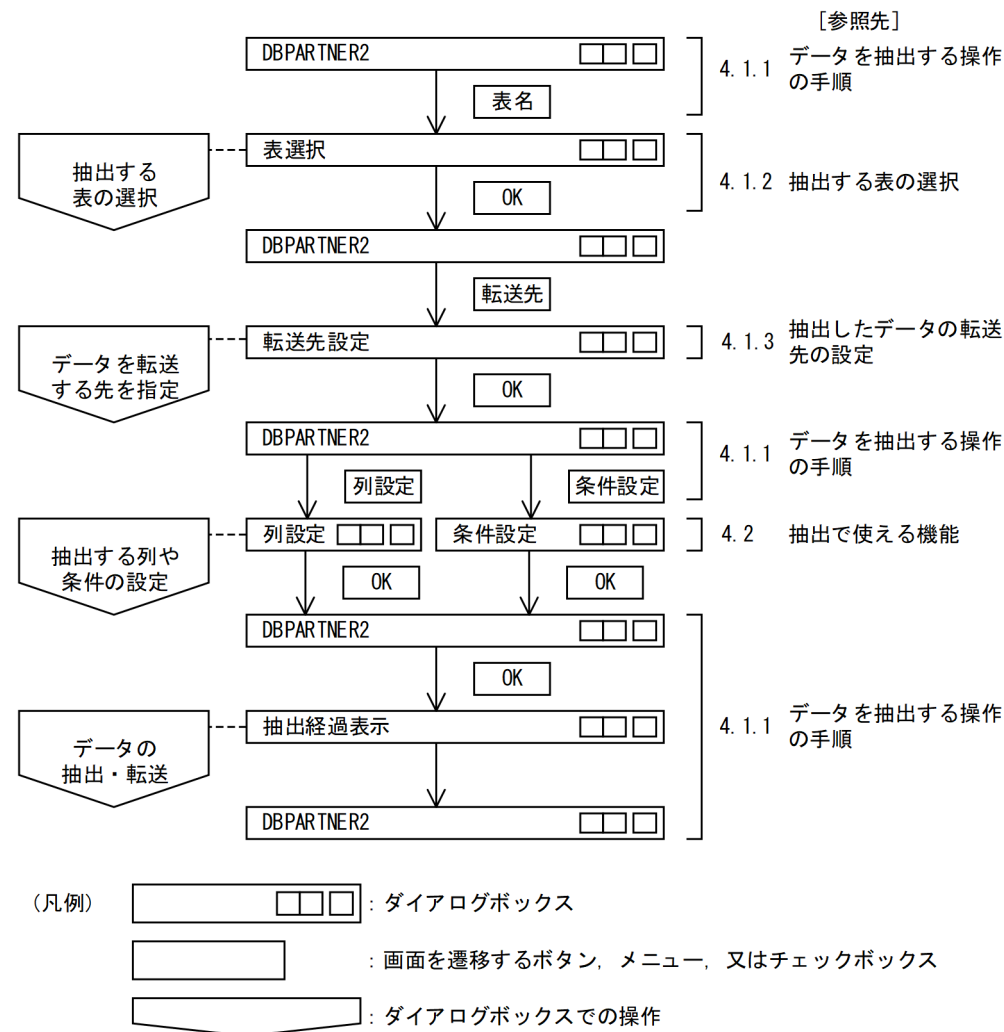 [参照先]
DBPARTNER2
4.1.1 データを抽出する操作
の手順
表名
抽出する
表の選択
表選択
4.1.2 抽出する表の選択
OK
DBPARTNER2
転送先
データを転送
する先を指定
転送先設定
4.1.3 抽出したデータの転送
先の設定
OK
DBPARTNER2
4.1.1 データを抽出する操作
の手順
列設定 条件設定
抽出する列や
条件の設定
列設定 条件設定
4.2 抽出で使える機能
OK OK
DBPARTNER2
OK
データの
抽出・転送
抽出経過表示
4.1.1 データを抽出する操作
の手順
DBPARTNER2
(凡例) : ダイアログボックス
: 画面を遷移するボタン, メニュー, 又はチェックボックス
: ダイアログボックスでの操作